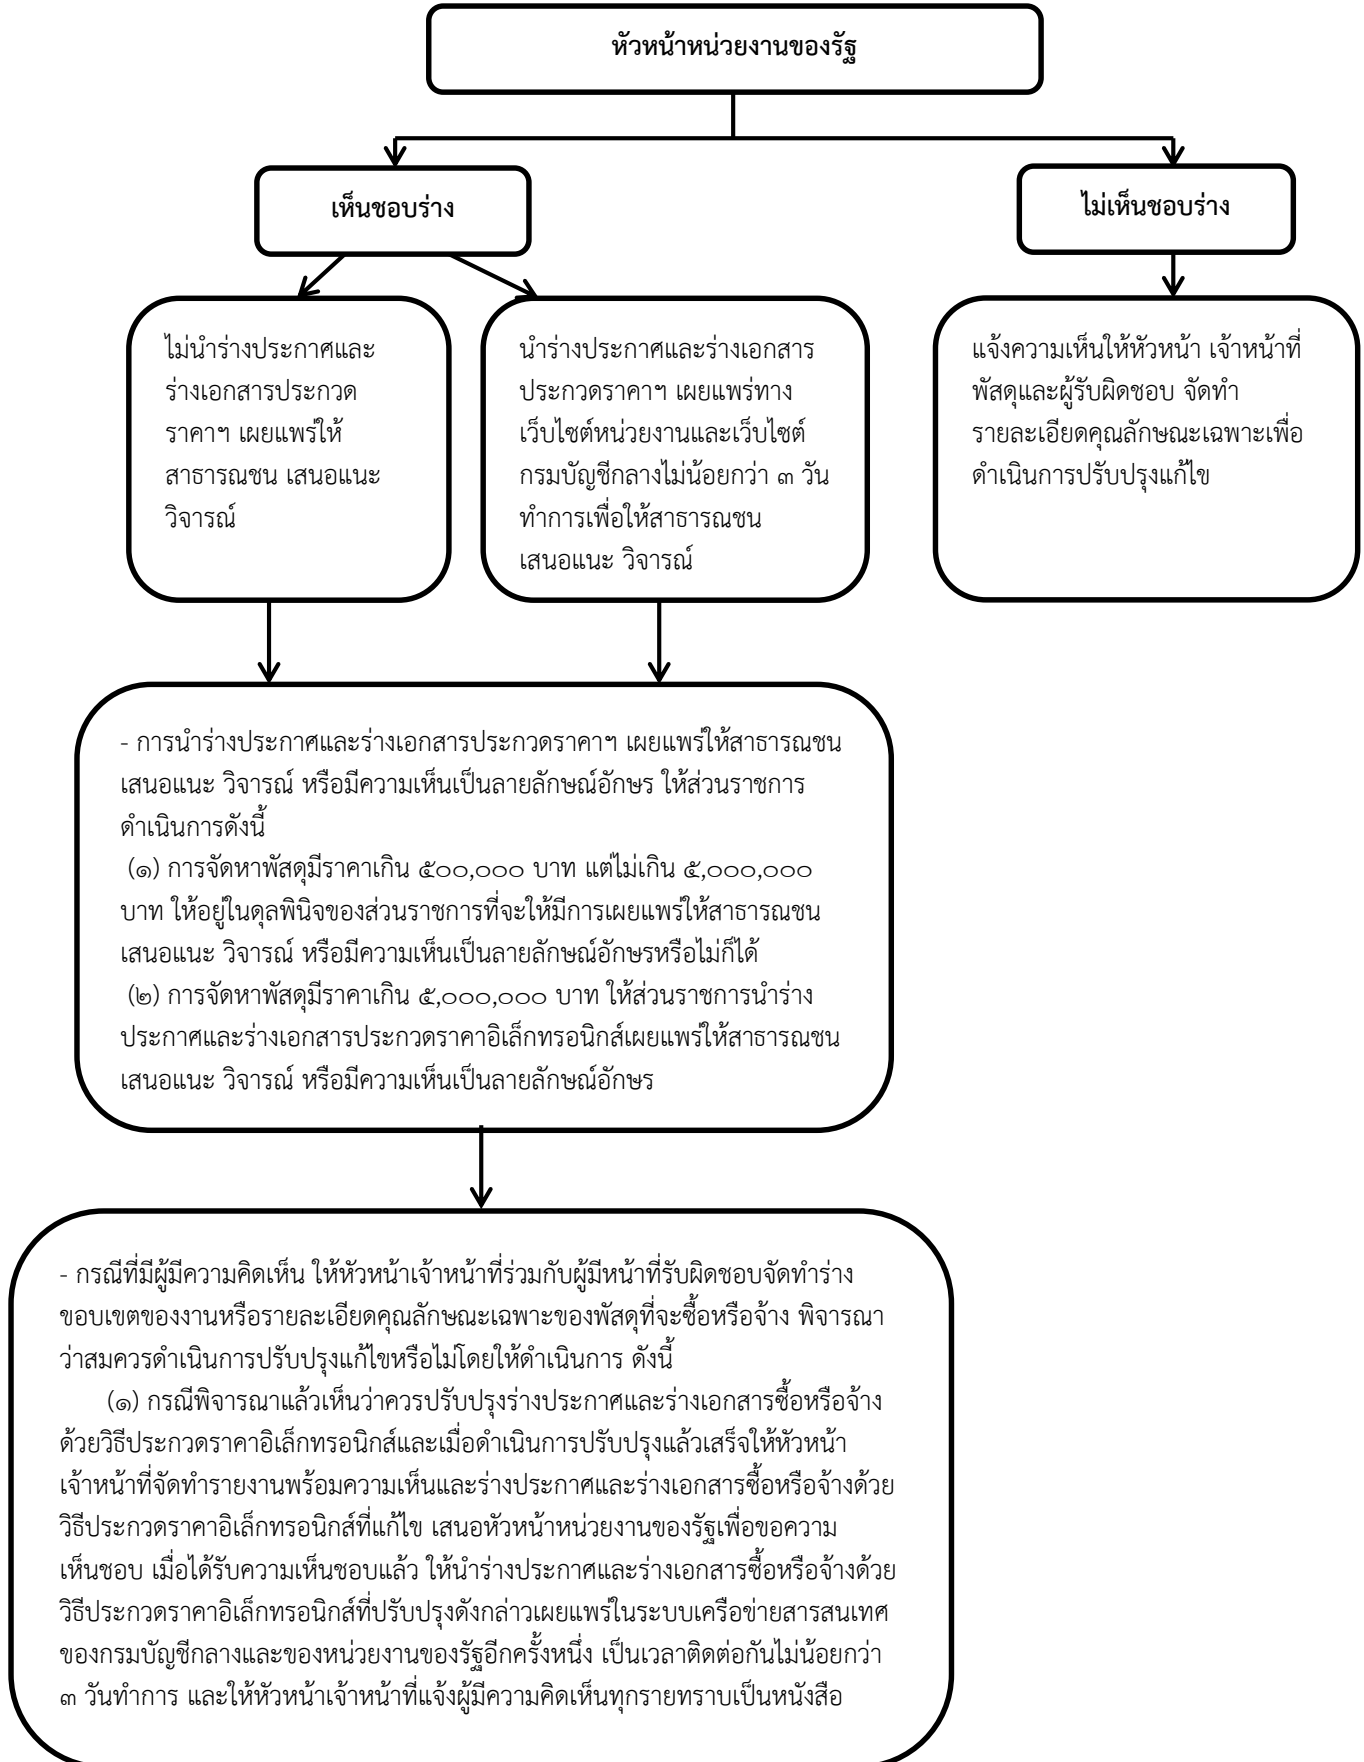 หัวหน้าหน่วยงานของรัฐ
เห็นชอบร่าง
ไม่เห็นชอบร่าง
ไม่นำร่างประกาศและ
ร่างเอกสารประกวด
ราคาฯ เผยแพร่ให้
สาธารณชน เสนอแนะ
วิจารณ์
นำร่างประกาศและร่างเอกสาร
ประกวดราคาฯ เผยแพร่ทาง
เว็บไซต์หน่วยงานและเว็บไซต์
กรมบัญชีกลางไม่น้อยกว่า ๓ วัน
ทำการเพื่อให้สาธารณชน
เสนอแนะ วิจารณ์
แจ้งความเห็นให้หัวหน้า เจ้าหน้าที่
พัสดุและผู้รับผิดชอบ จัดทำ
รายละเอียดคุณลักษณะเฉพาะเพื่อ
ดำเนินการปรับปรุงแก้ไข
- การนำร่างประกาศและร่างเอกสารประกวดราคาฯ เผยแพร่ให้สาธารณชน
เสนอแนะ วิจารณ์ หรือมีความเห็นเป็นลายลักษณ์อักษร ให้ส่วนราชการ
ดำเนินการดังนี้
(๑) การจัดหาพัสดุมีราคาเกิน ๕๐๐,๐๐๐ บาท แต่ไม่เกิน ๕,๐๐๐,๐๐๐
บาท ให้อยู่ในดุลพินิจของส่วนราชการที่จะให้มีการเผยแพร่ให้สาธารณชน
เสนอแนะ วิจารณ์ หรือมีความเห็นเป็นลายลักษณ์อักษรหรือไม่ก็ได้
(๒) การจัดหาพัสดุมีราคาเกิน ๕,๐๐๐,๐๐๐ บาท ให้ส่วนราชการนำร่าง
ประกาศและร่างเอกสารประกวดราคาอิเล็กทรอนิกส์เผยแพร่ให้สาธารณชน
เสนอแนะ วิจารณ์ หรือมีความเห็นเป็นลายลักษณ์อักษร
- กรณีที่มีผู้มีความคิดเห็น ให้หัวหน้าเจ้าหน้าที่ร่วมกับผู้มีหน้าที่รับผิดชอบจัดทำร่าง
ขอบเขตของงานหรือรายละเอียดคุณลักษณะเฉพาะของพัสดุที่จะซื้อหรือจ้าง พิจารณา
ว่าสมควรดำเนินการปรับปรุงแก้ไขหรือไม่โดยให้ดำเนินการ ดังนี้
(๑) กรณีพิจารณาแล้วเห็นว่าควรปรับปรุงร่างประกาศและร่างเอกสารซื้อหรือจ้าง
ด้วยวิธีประกวดราคาอิเล็กทรอนิกส์และเมื่อดำเนินการปรับปรุงแล้วเสร็จให้หัวหน้า
เจ้าหน้าที่จัดทำรายงานพร้อมความเห็นและร่างประกาศและร่างเอกสารซื้อหรือจ้างด้วย
วิธีประกวดราคาอิเล็กทรอนิกส์ที่แก้ไข เสนอหัวหน้าหน่วยงานของรัฐเพื่อขอความ
เห็นชอบ เมื่อได้รับความเห็นชอบแล้ว ให้นำร่างประกาศและร่างเอกสารซื้อหรือจ้างด้วย
วิธีประกวดราคาอิเล็กทรอนิกส์ที่ปรับปรุงดังกล่าวเผยแพร่ในระบบเครือข่ายสารสนเทศ
ของกรมบัญชีกลางและของหน่วยงานของรัฐอีกครั้งหนึ่ง เป็นเวลาติดต่อกันไม่น้อยกว่า
๓ วันทำการ และให้หัวหน้าเจ้าหน้าที่แจ้งผู้มีความคิดเห็นทุกรายทราบเป็นหนังสือ